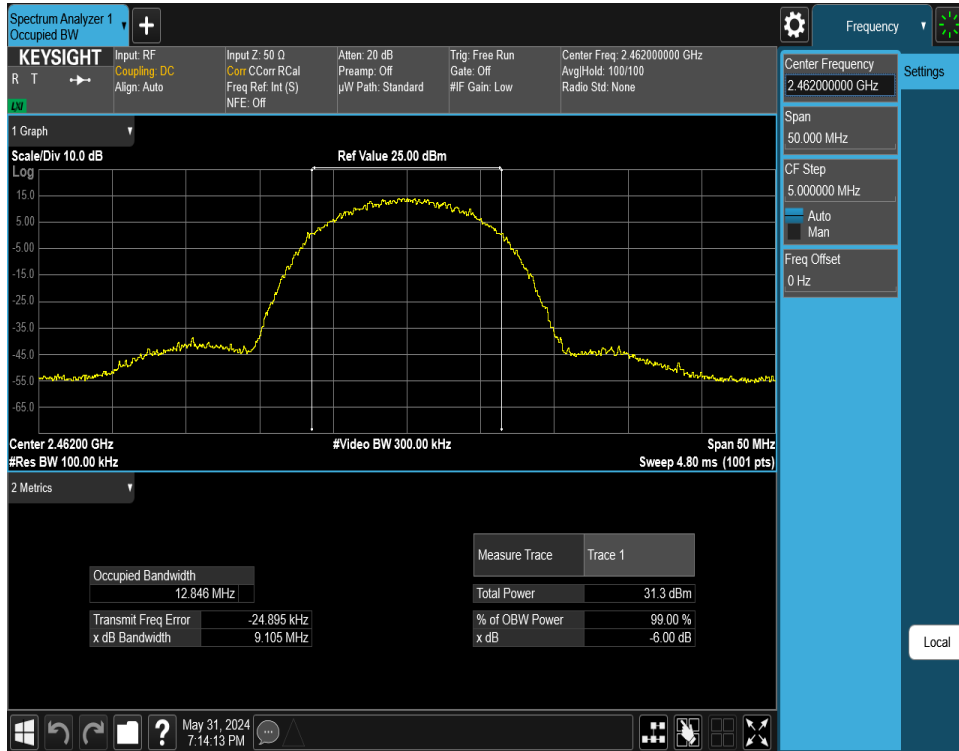 Spectrum Analyzer 1
Occupied BW
+
Frequency
KEYSIGHT
R T
LXI
Input: RF
Coupling: DC
Align: Auto
Input Z: 50 Ω
Corr CCorr RCal
Freq Ref: Int (S)
NFE: Off
Atten: 20 dB
Preamp: Off
µW Path: Standard
Trig: Free Run
Gate: Off
#IF Gain: Low
Center Freq: 2.462000000 GHz
Avg|Hold: 100/100
Radio Std: None
Center Frequency
2.462000000 GHz
Settings
Span
50.000 MHz
CF Step
5.000000 MHz
Auto
Man
Freq Offset
0 Hz
Local
1 Graph
Scale/Div 10.0 dB
Ref Value 25.00 dBm
Log
15.0
5.00
-5.00
-15.0
-25.0
-35.0
-45.0
-55.0
-65.0
Center 2.46200 GHz
#Video BW 300.00 kHz
Span 50 MHz
#Res BW 100.00 kHz
Sweep 4.80 ms (1001 pts)
2 Metrics
Occupied Bandwidth
12.846 MHz
Transmit Freq Error -24.895 kHz
x dB Bandwidth 9.105 MHz
Measure Trace Trace 1
Total Power 31.3 dBm
% of OBW Power 99.00 %
x dB -6.00 dB
?
May 31, 2024
7:14:13 PM